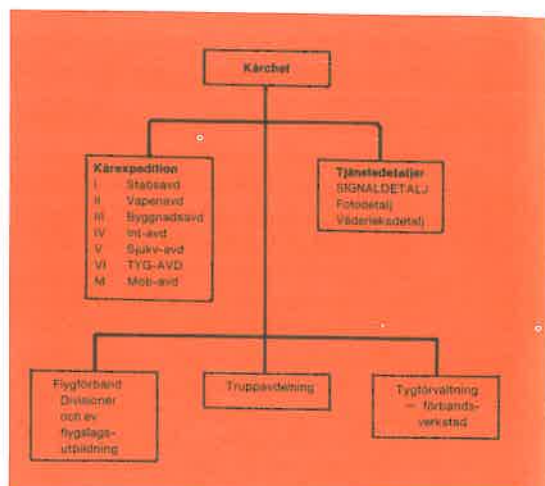 Kårchef
Kårexpedition
I Stabsavd
II Vapenavd
III Byggnadsavd
IV Int-avd
V Sjukv-avd
VI TYG-AVD
M Mob-avd
Tjänstedetaljer
SIGNALDETALJ
Fotodetalj
Väderleksdetalj
Flygförband
Divisioner
och ev
flygslags-
utbildning
Truppavdelning
Tygförvaltning
— förbands-
verkstad